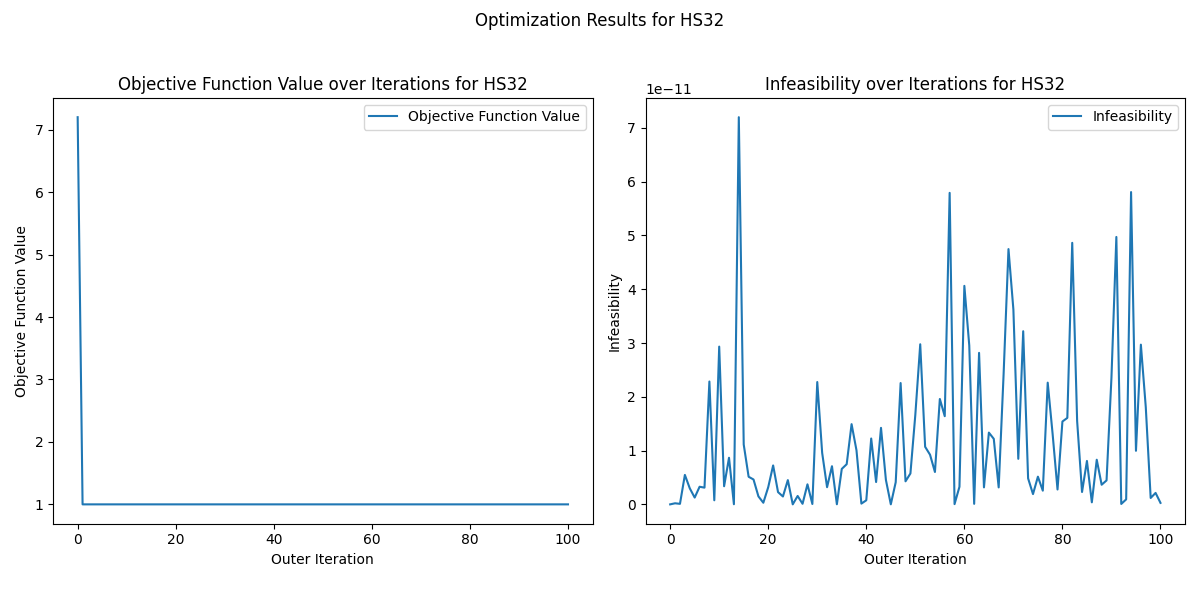 Optimization Results for HS32
Objective Function Value over Iterations for HS32
Objective Function Value
7
6
5
4
3
2
1
Objective Function Value
0
20
40
60
80
100
Outer Iteration
Infeasibility over Iterations for HS32
1e−11
Infeasibility
7
6
5
4
3
2
1
0
Infeasibility
0
20
40
60
80
100
Outer Iteration